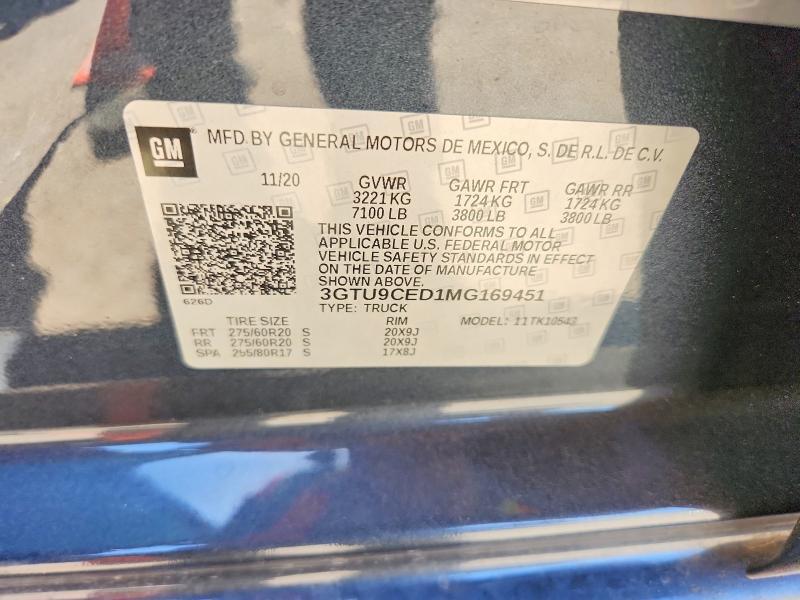 GM
MFD. BY GENERAL MOTORS DE MEXICO, S. DE R.L. DE C.V.
11/20 GVWR GAWR FRT GAWR RR
3221 KG 1724 KG 1724 KG
7100 LB 3800 LB 3800 LB
THIS VEHICLE CONFORMS TO ALL
APPLICABLE U.S. FEDERAL MOTOR
VEHICLE SAFETY STANDARDS IN EFFECT
ON THE DATE OF MANUFACTURE
SHOWN ABOVE.
626D
3GTU9CED1MG169451
TYPE: TRUCK MODEL: 11TK10543
TIRE SIZE RIM
FRT 275/60R20 S 20X9J
RR 275/60R20 S 20X9J
SPA 255/80R17 S 17X8J